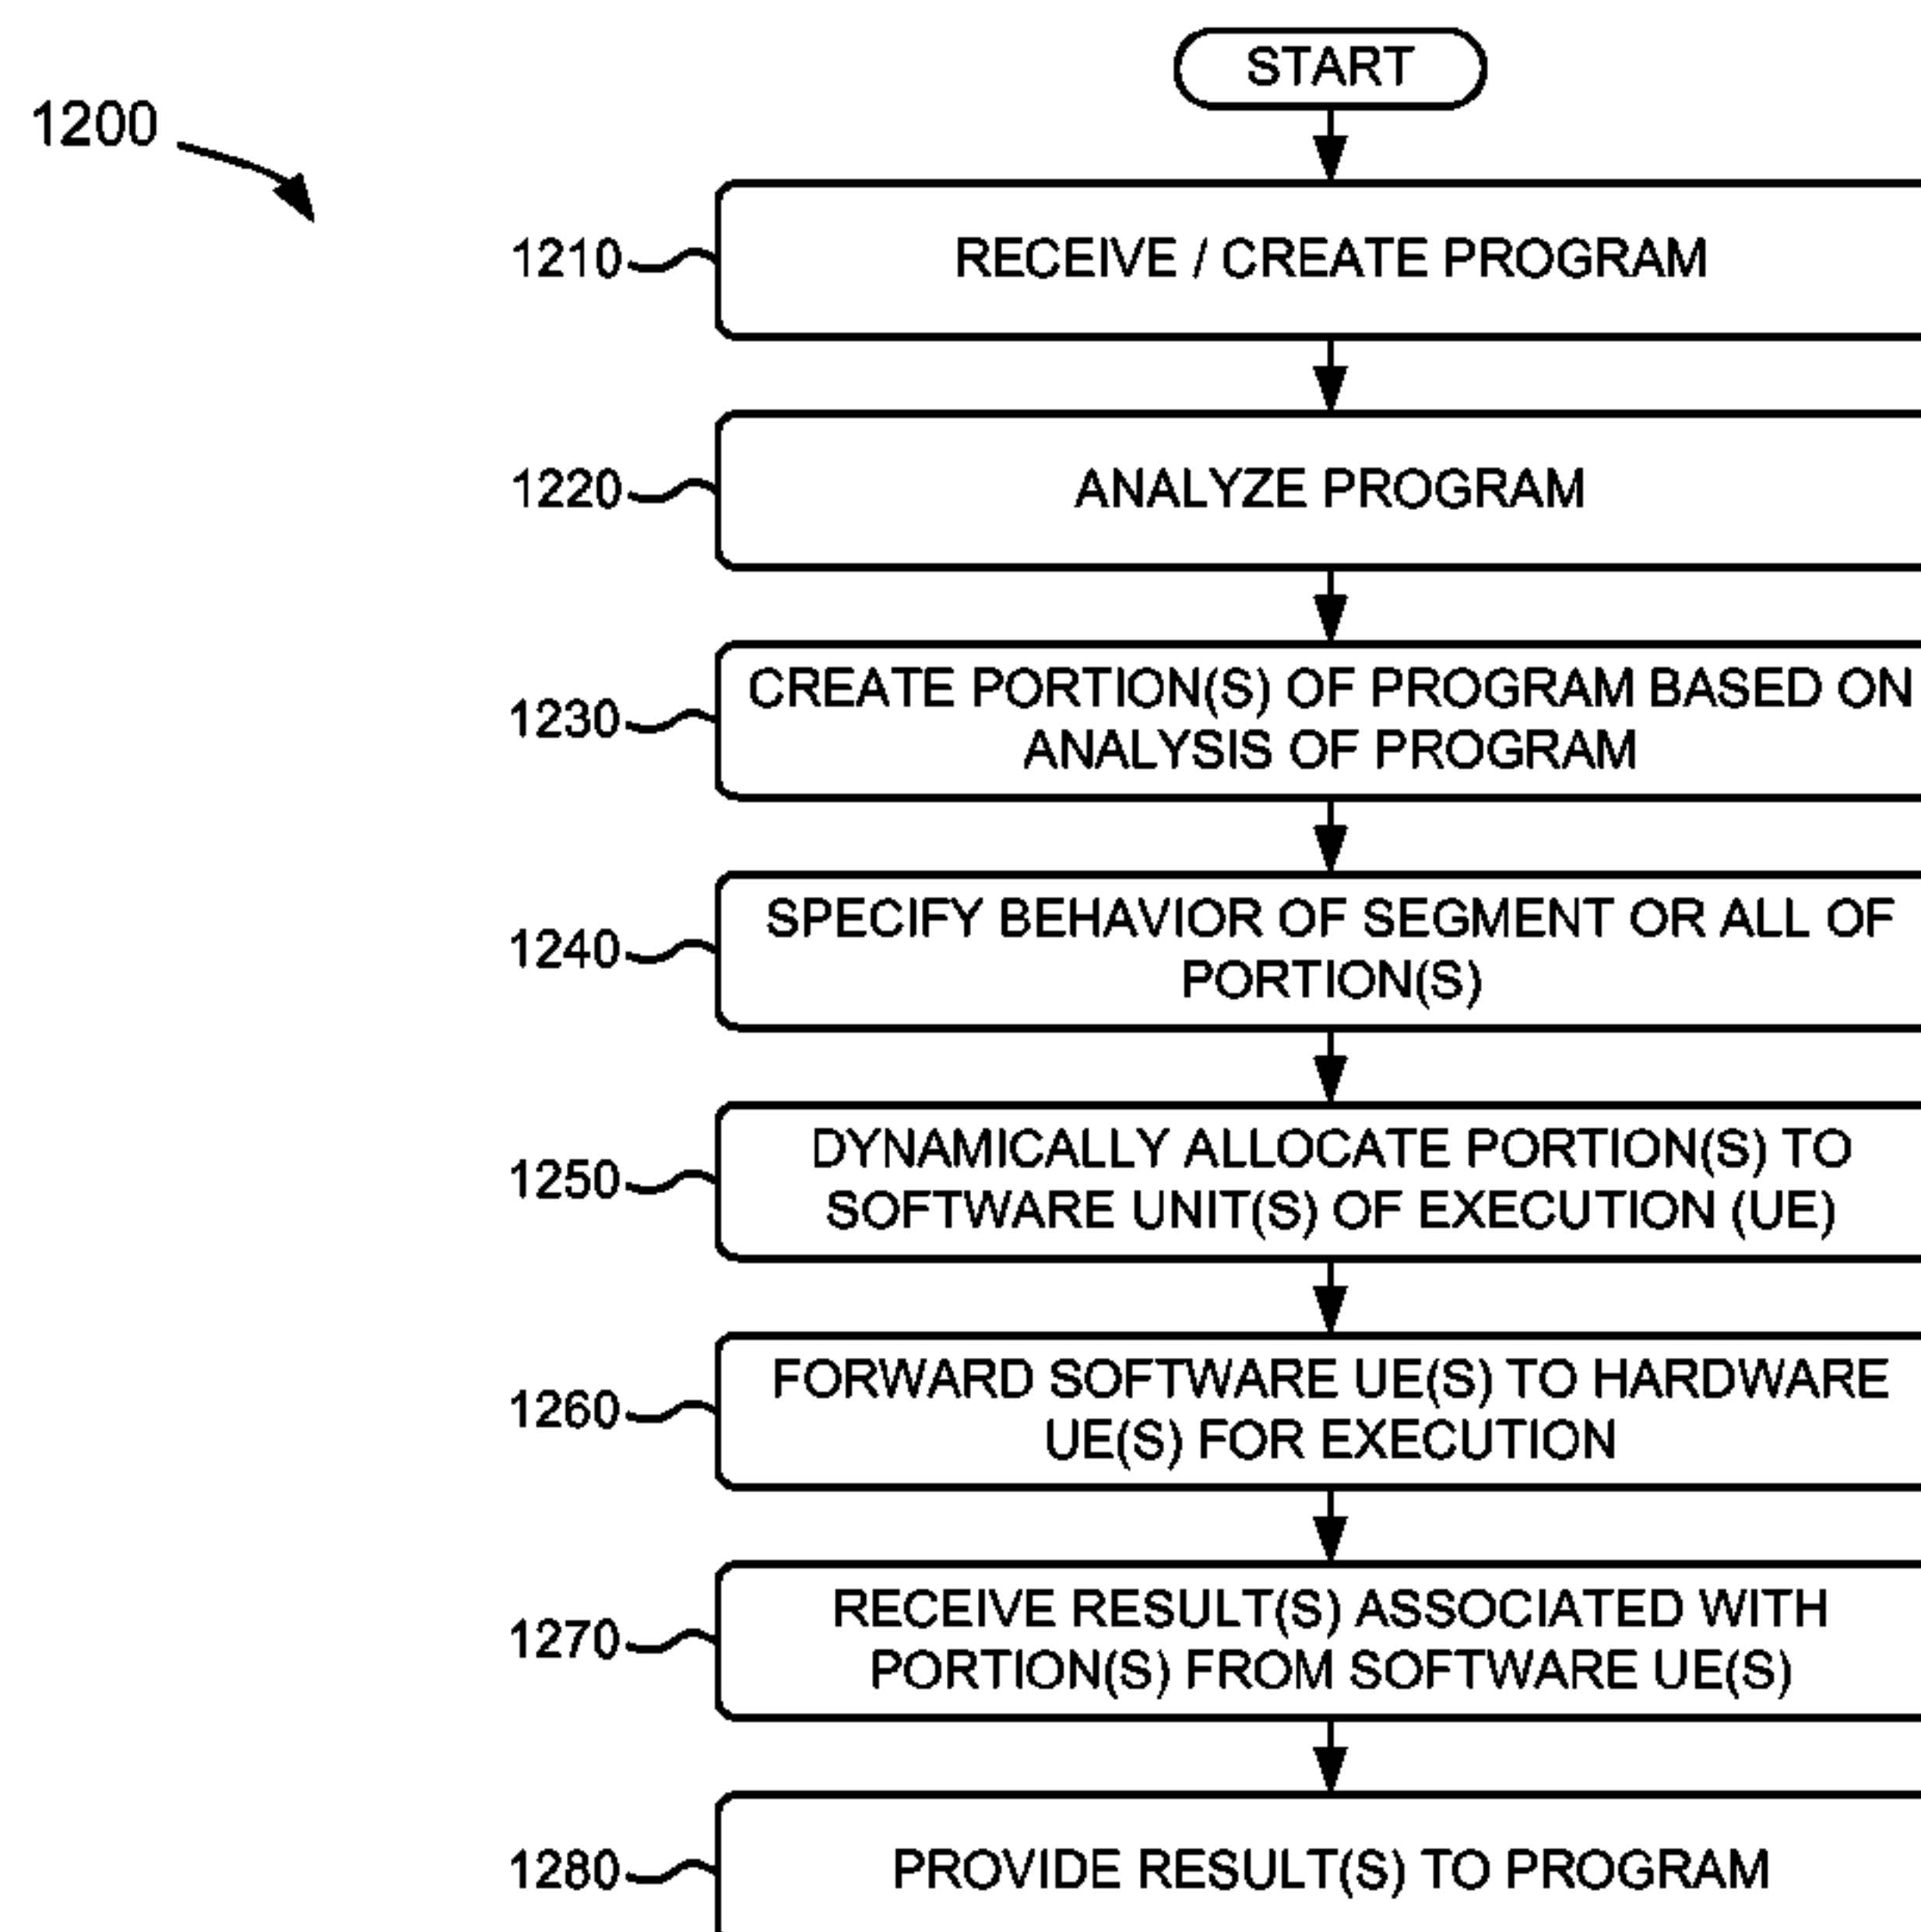 START
1200
1210
RECEIVE / CREATE PROGRAM
1220
ANALYZE PROGRAM
1230
CREATE PORTION(S) OF PROGRAM BASED ON
ANALYSIS OF PROGRAM
1240
SPECIFY BEHAVIOR OF SEGMENT OR ALL OF
PORTION(S)
1250
DYNAMICALLY ALLOCATE PORTION(S) TO
SOFTWARE UNIT(S) OF EXECUTION (UE)
1260
FORWARD SOFTWARE UE(S) TO HARDWARE
UE(S) FOR EXECUTION
1270
RECEIVE RESULT(S) ASSOCIATED WITH
PORTION(S) FROM SOFTWARE UE(S)
1280
PROVIDE RESULT(S) TO PROGRAM